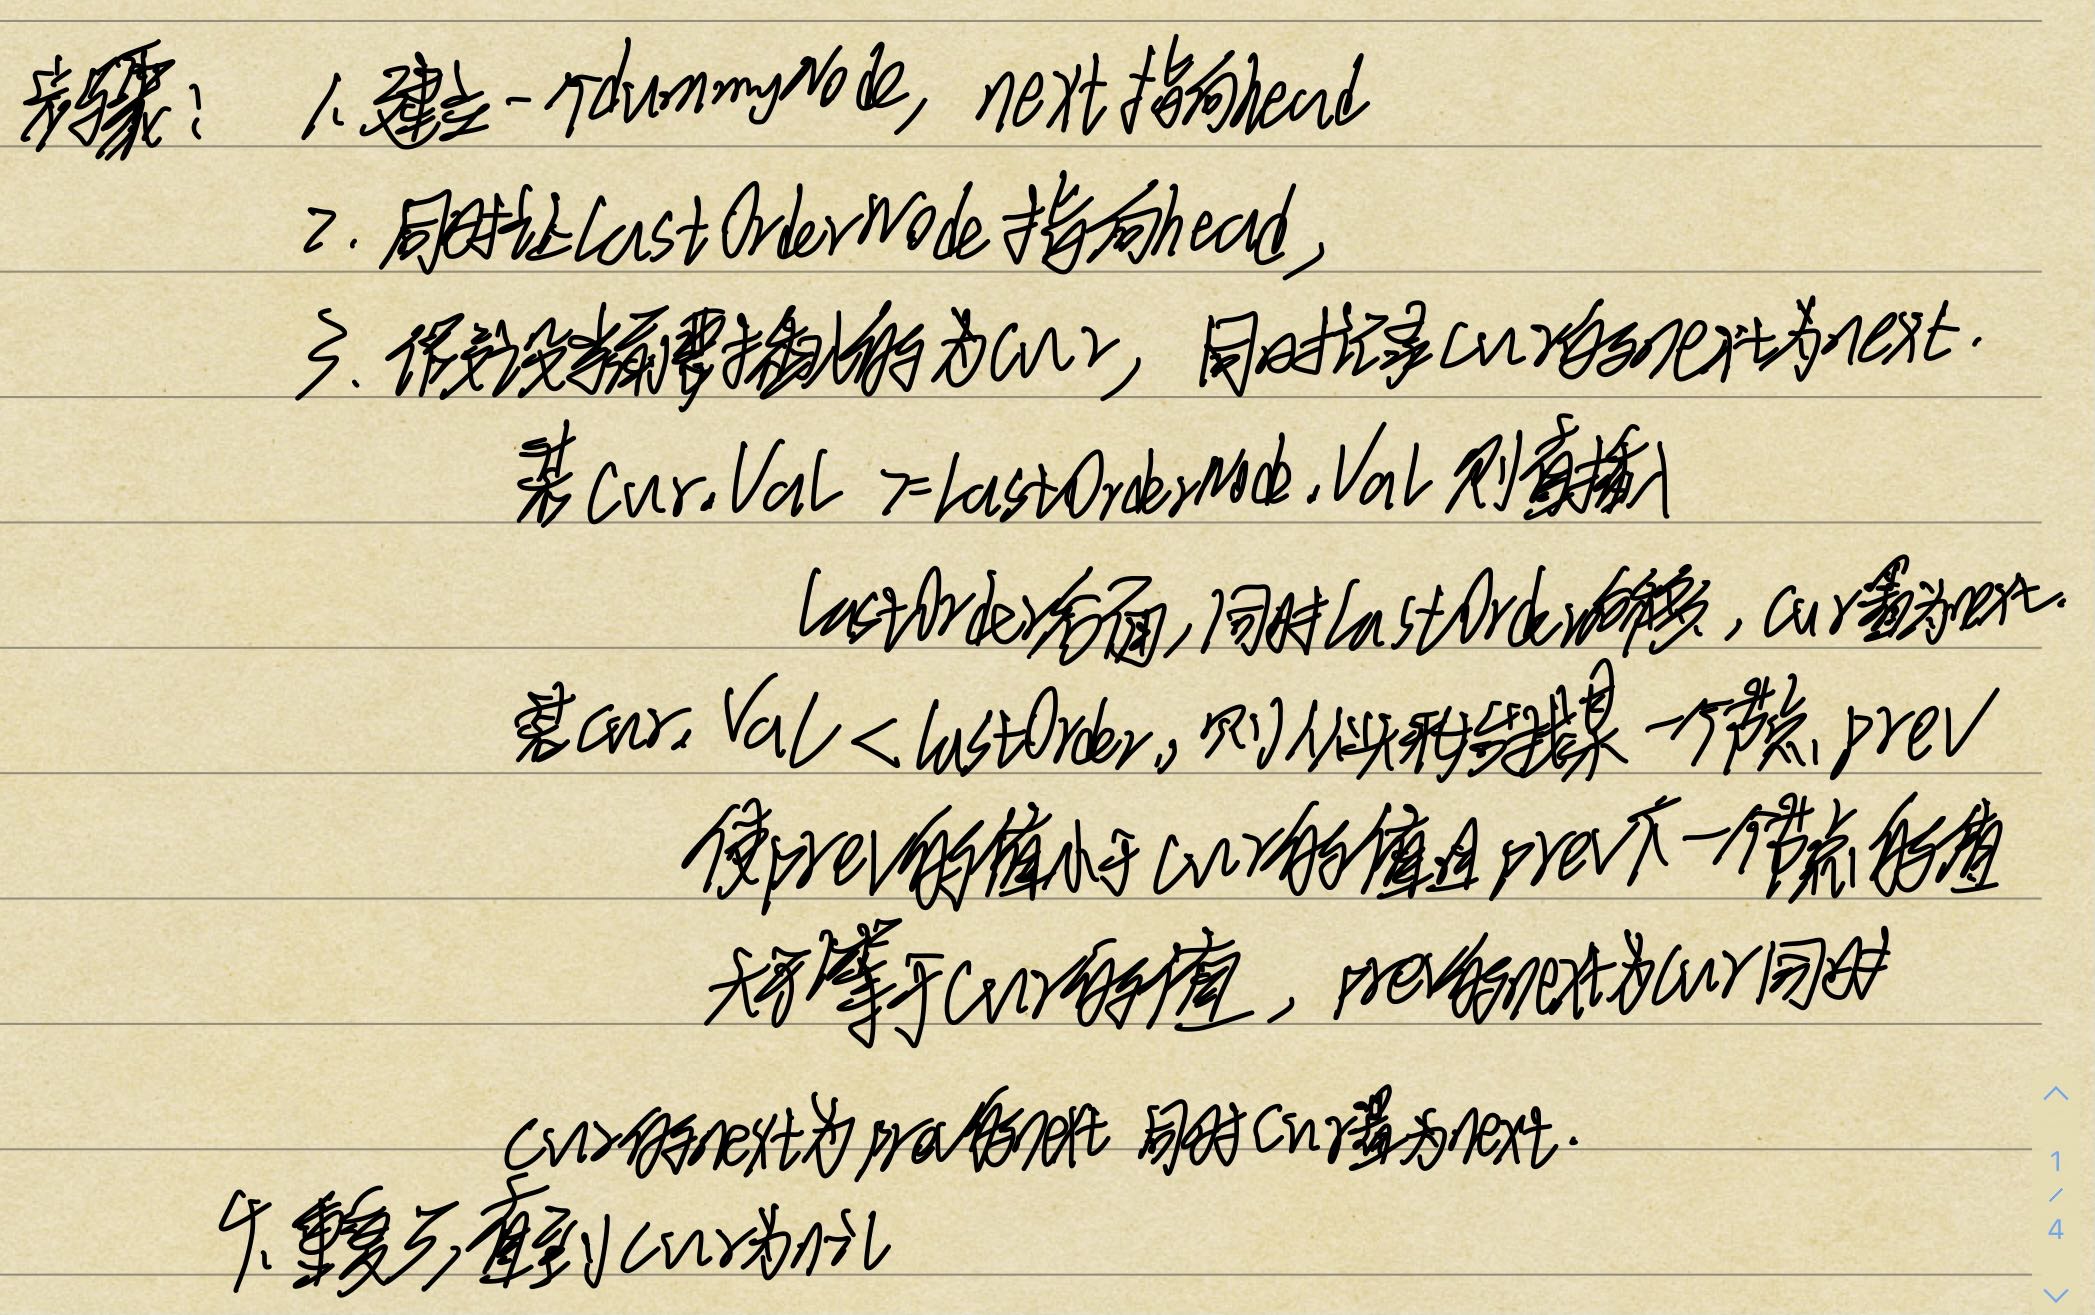 步骤: 1. 建立一个dummyNode, next指向head
2. 同时让lastOrderNode指向head,
3. 假设当前要插入的为cur, 同时记录cur的next为next.
若cur.Val >=lastOrderNode.Val 则直接插入
lastOrder后面, 同时lastOrder后移, cur置为next.
若cur.Val < lastOrder, 则从头开始寻找某一个节点prev
使prev的值小于cur的值且prev下一个节点的值
大于等于cur的值, prev的next为cur同时
cur的next为prev的next 同时cur置为next.
4. 重复3, 直到cur为nil
1
/
4